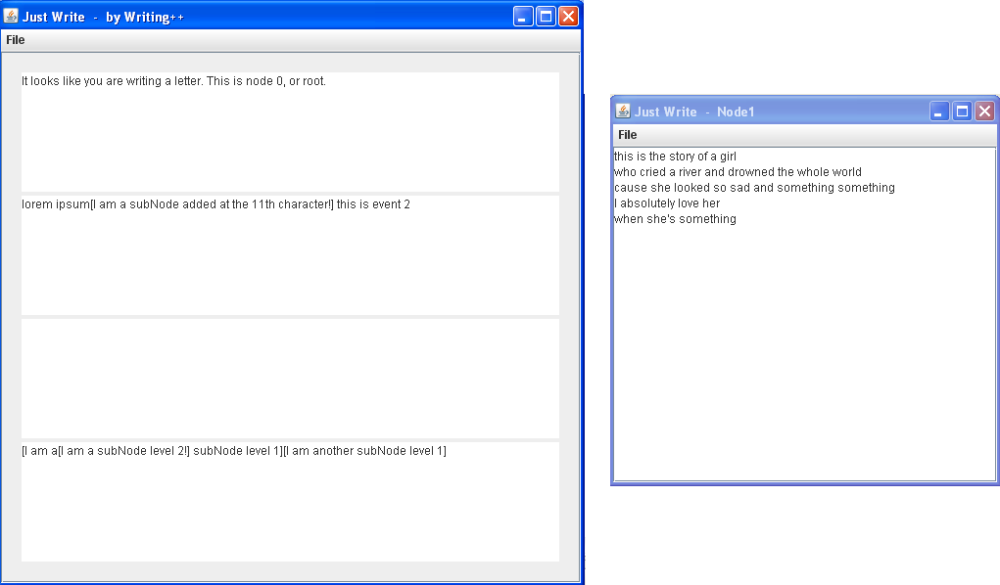 Just Write - by Writing++
File
It looks like you are writing a letter. This is node 0, or root.
lorem ipsum[I am a subNode added at the 11th character!] this is event 2
[I am a[I am a subNode level 2!] subNode level 1][I am another subNode level 1]
Just Write - Node1
File
this is the story of a girl
who cried a river and drowned the whole world
cause she looked so sad and something something
I absolutely love her
when she's something